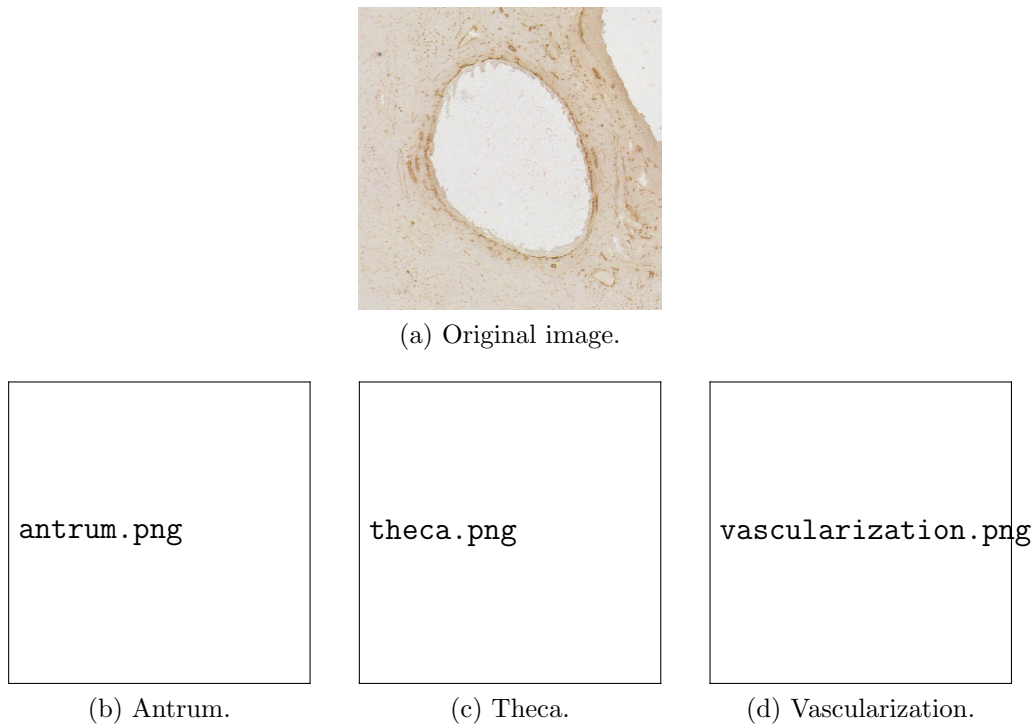 (a) Original image.
antrum.png
theca.png
vascularization.png
(b) Antrum.
(c) Theca.
(d) Vascularization.